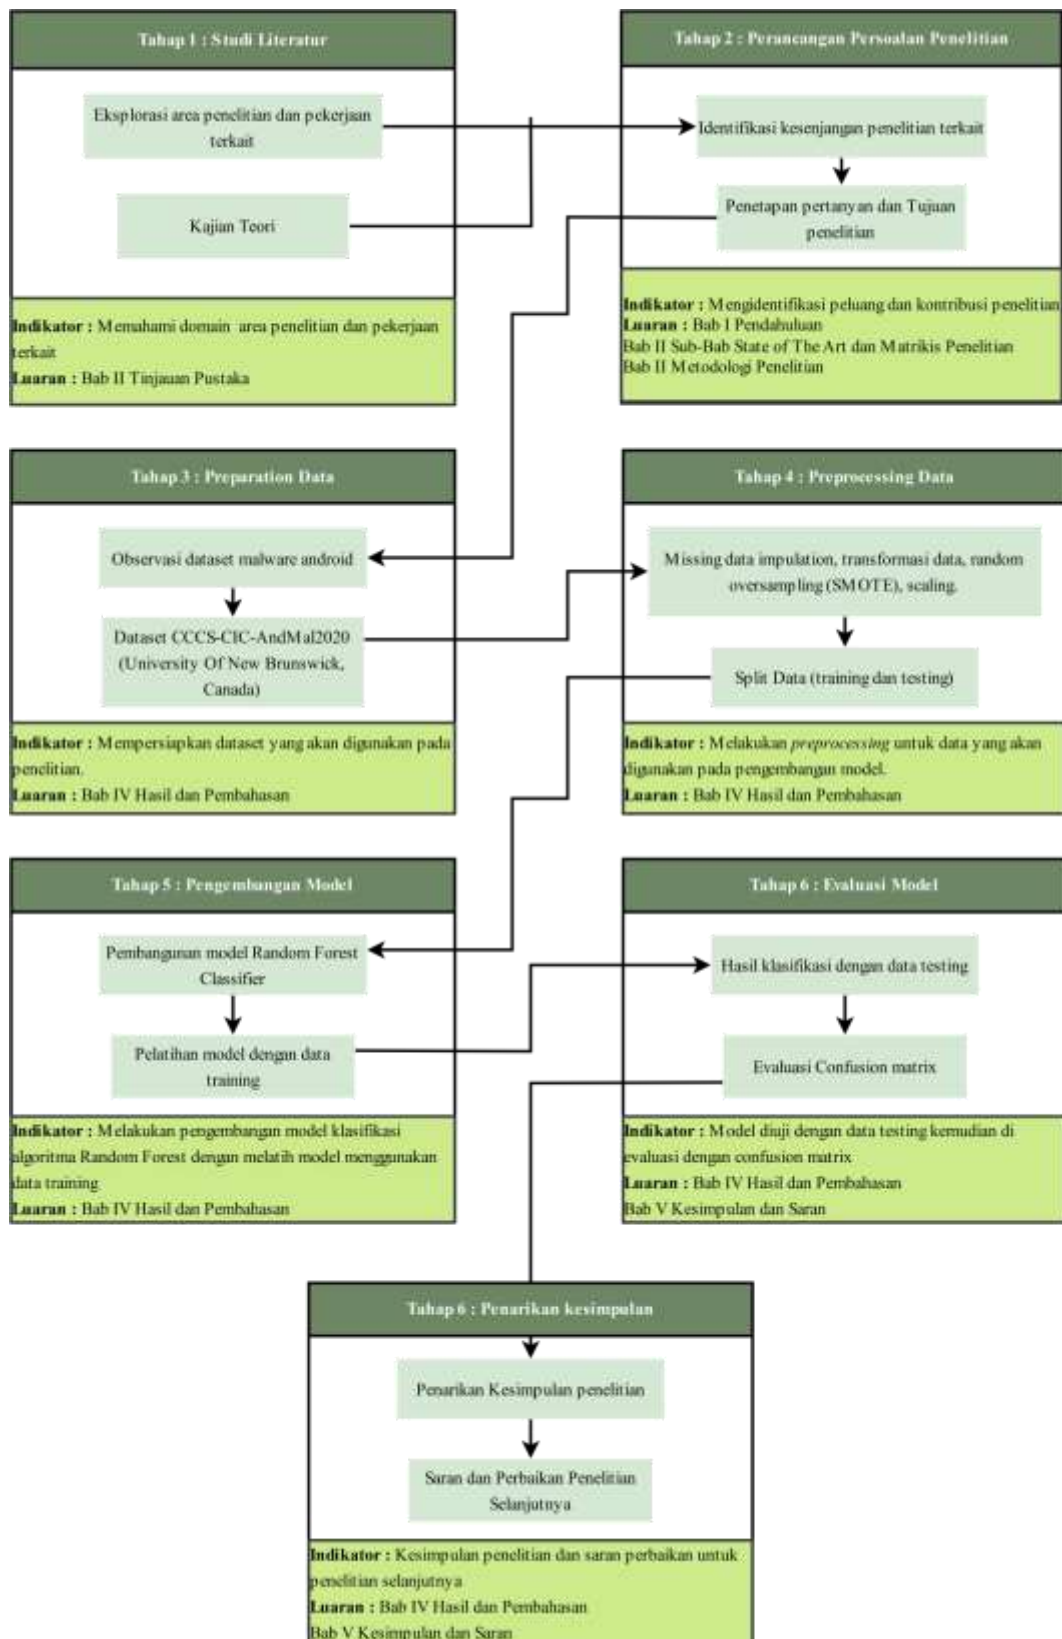 Tahap 1 : Studi Literatur
Eksplorasi area penelitian dan pekerjaan
terkait
Kajian Teori
Indikator : Memahami domain area penelitian dan pekerjaan
terkait
Luaran : Bab II Tinjauan Pustaka
Tahap 2 : Perancangan Persoalan Penelitian
Identifikasi kesenjangan penelitian terkait
Penetapan pertanyan dan Tujuan
penelitian
Indikator : Mengidentifikasi peluang dan kontribusi penelitian
Luaran : Bab I Pendahuluan
Bab II Sub-Bab State of The Art dan Matrikis Penelitian
Bab II Metodologi Penelitian
Tahap 3 : Preparation Data
Observasi dataset malware android
Dataset CCCS-CIC-AndMal2020
(University Of New Brunswick,
Canada)
Indikator : Mempersiapkan dataset yang akan digunakan pada
penelitian.
Luaran : Bab IV Hasil dan Pembahasan
Tahap 4 : Preprocessing Data
Missing data impulation, transformasi data, random
oversampling (SMOTE), scaling.
Split Data (training dan testing)
Indikator : Melakukan preprocessing untuk data yang akan
digunakan pada pengembangan model.
Luaran : Bab IV Hasil dan Pembahasan
Tahap 5 : Pengembangan Model
Pembangunan model Random Forest
Classifier
Pelatihan model dengan data
training
Indikator : Melakukan pengembangan model klasifikasi
algoritma Random Forest dengan melatih model menggunakan
data training
Luaran : Bab IV Hasil dan Pembahasan
Tahap 6 : Evaluasi Model
Hasil klasifikasi dengan data testing
Evaluasi Confusion matrix
Indikator : Model diuji dengan data testing kemudian di
evaluasi dengan confusion matrix
Luaran : Bab IV Hasil dan Pembahasan
Bab V Kesimpulan dan Saran
Tahap 6 : Penarikan kesimpulan
Penarikan Kesimpulan penelitian
Saran dan Perbaikan Penelitian
Selanjutnya
Indikator : Kesimpulan penelitian dan saran perbaikan untuk
penelitian selanjutnya
Luaran : Bab IV Hasil dan Pembahasan
Bab V Kesimpulan dan Saran